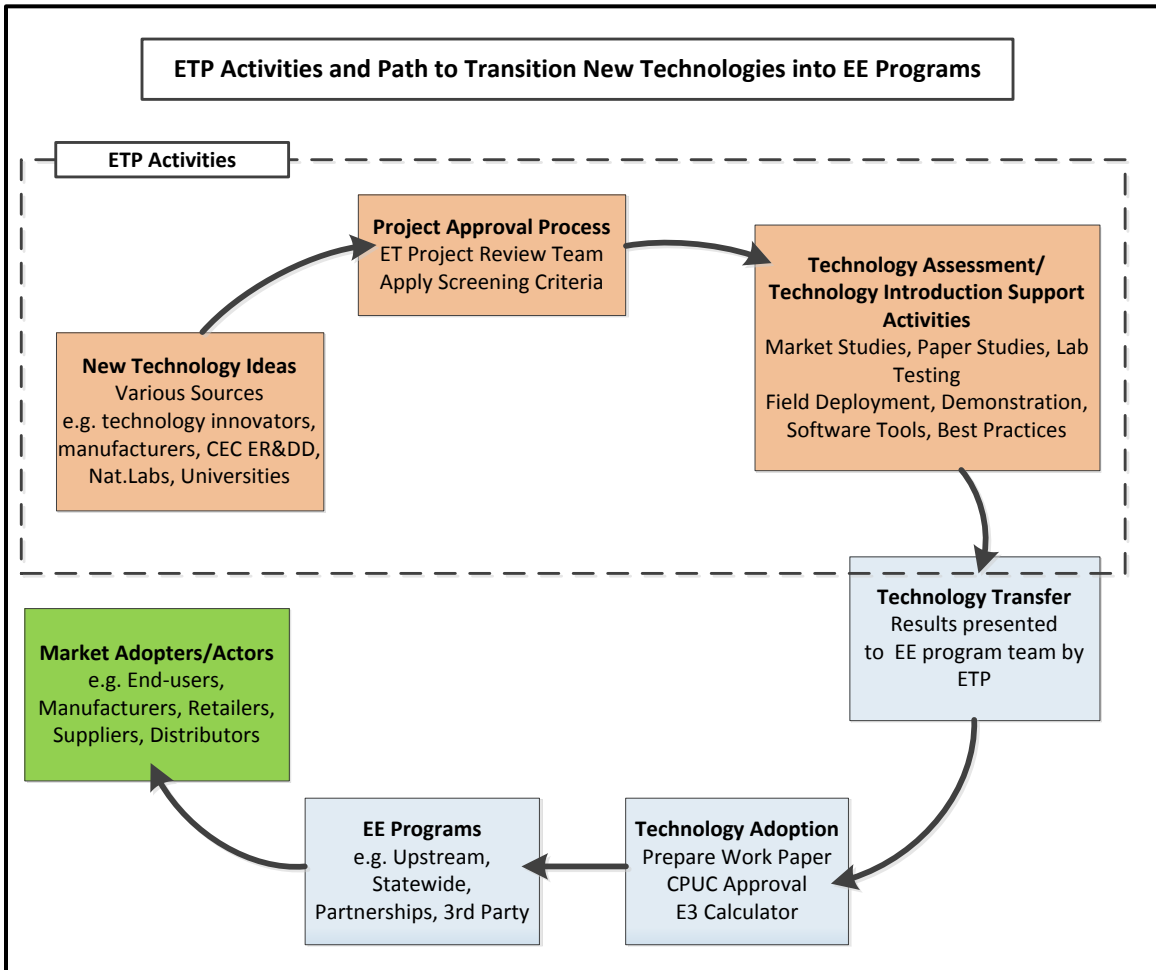 ETP Activities and Path to Transition New Technologies into EE Programs
ETP Activities
Project Approval Process
ET Project Review Team
Apply Screening Criteria
Technology Assessment/
Technology Introduction Support
Activities
Market Studies, Paper Studies, Lab
Testing
Field Deployment, Demonstration,
Software Tools, Best Practices
New Technology Ideas
Various Sources
e.g. technology innovators,
manufacturers, CEC ER&DD,
Nat.Labs, Universities
Technology Transfer
Results presented
to EE program team by
ETP
Market Adopters/Actors
e.g. End-users,
Manufacturers, Retailers,
Suppliers, Distributors
EE Programs
e.g. Upstream,
Statewide,
Partnerships, 3rd Party
Technology Adoption
Prepare Work Paper
CPUC Approval
E3 Calculator